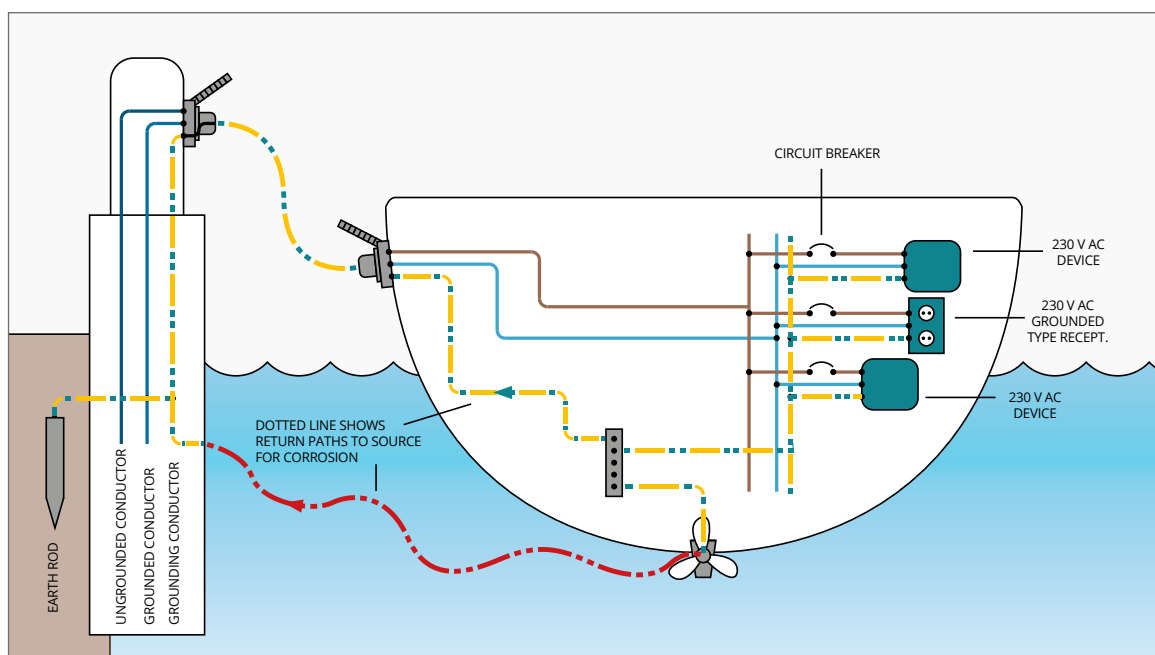 CIRCUIT BREAKER
230 V AC
DEVICE
230 V AC
GROUNDED
TYPE RECEPT.
230 V AC
DEVICE
DOTTED LINE SHOWS
RETURN PATHS TO SOURCE
FOR CORROSION
EARTH ROD
UNGROUNDED CONDUCTOR
GROUNDED CONDUCTOR
GROUNDING CONDUCTOR